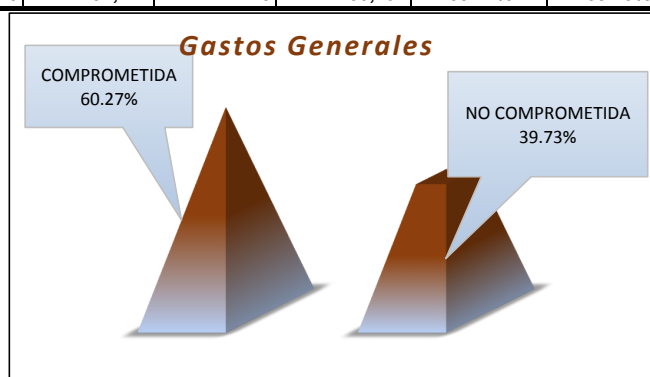 Gastos Generales
COMPROMETIDA
60.27%
NO COMPROMETIDA
39.73%